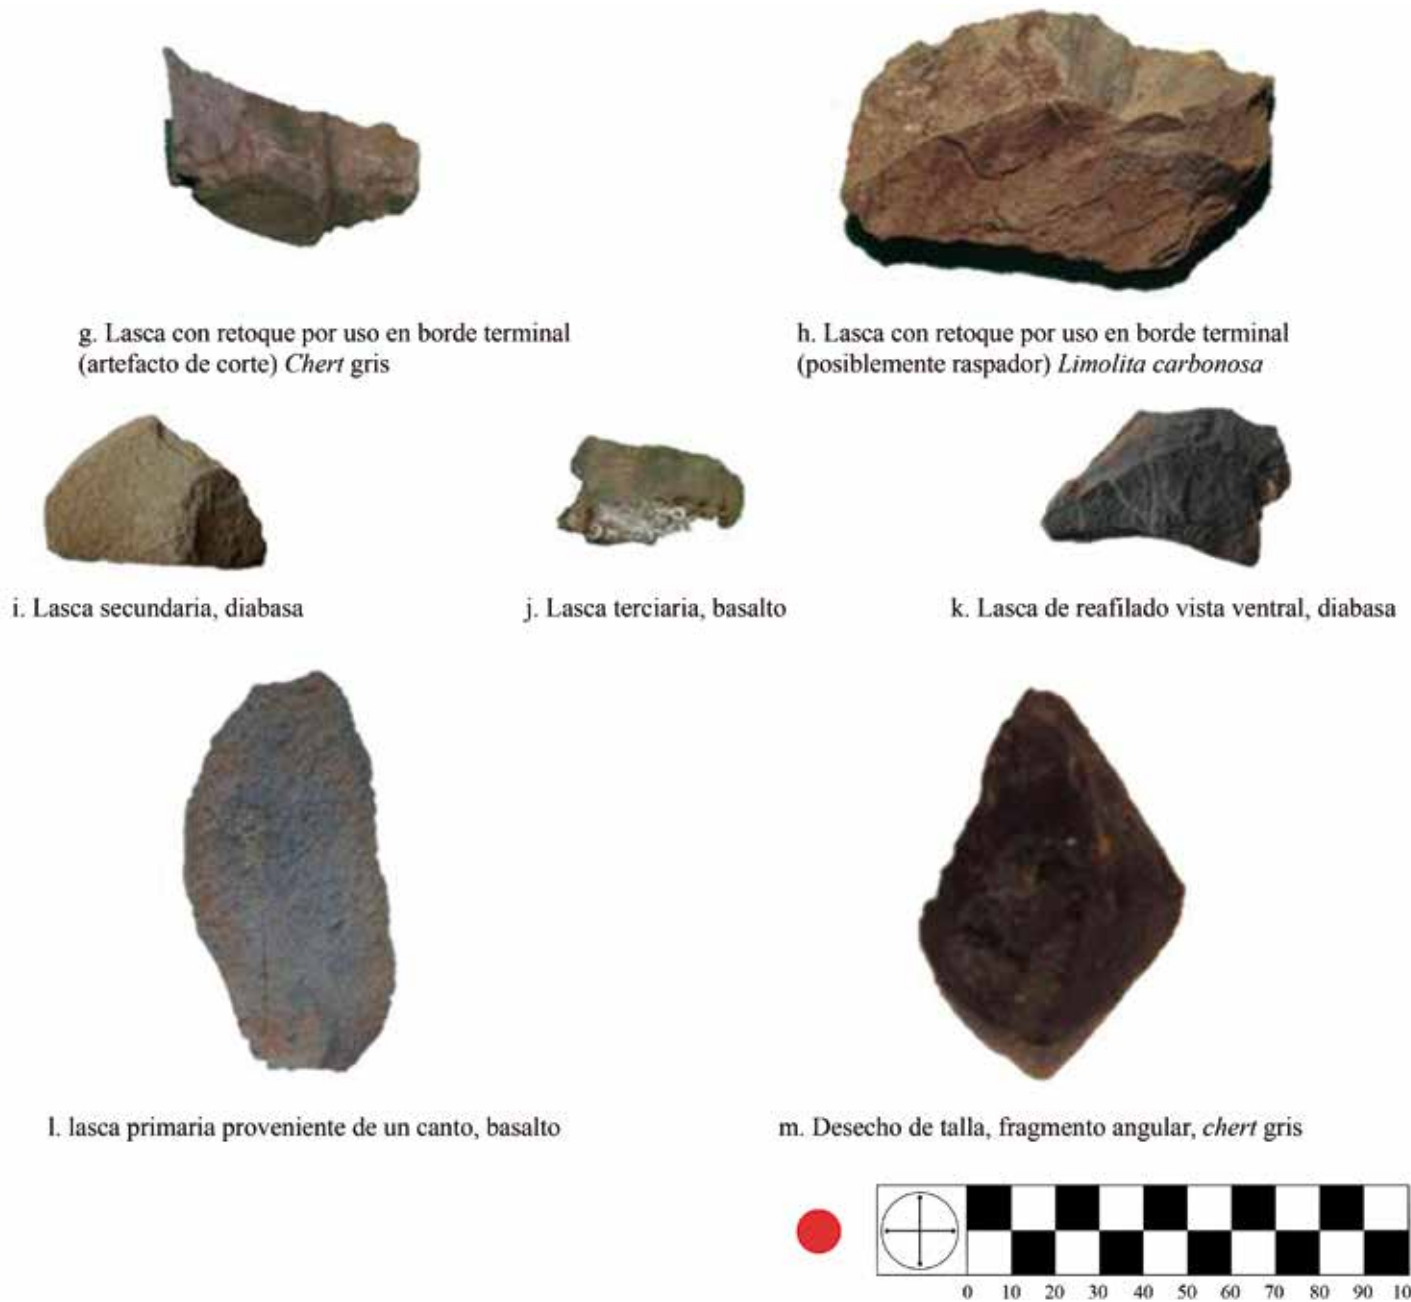 g. Lasca con retoque por uso en borde terminal
(artefacto de corte) Chert gris
h. Lasca con retoque por uso en borde terminal
(posiblemente raspador) Limolita carbonosa
i. Lasca secundaria, diabasa
j. Lasca terciaria, basalto
k. Lasca de reafilado vista ventral, diabasa
l. lasca primaria proveniente de un canto, basalto
m. Desecho de talla, fragmento angular, chert gris
0 10 20 30 40 50 60 70 80 90 10